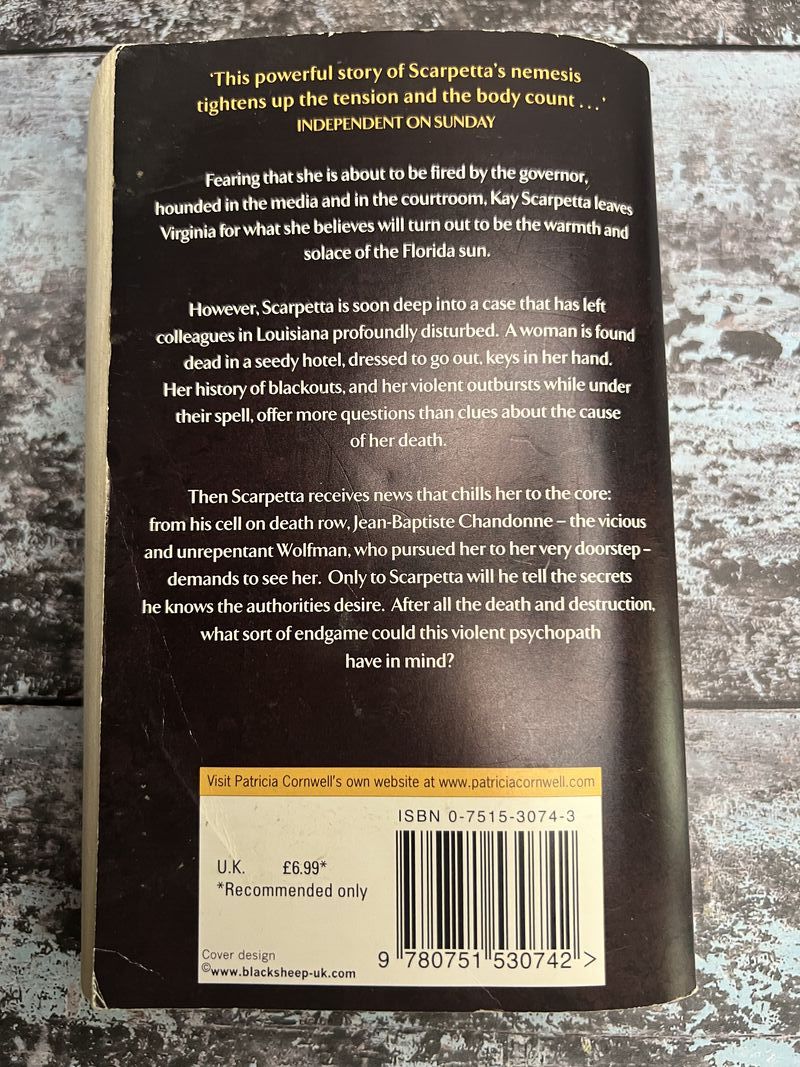 'This powerful story of Scarpetta's nemesis
tightens up the tension and the body count ...'
INDEPENDENT ON SUNDAY
Fearing that she is about to be fired by the governor,
hounded in the media and in the courtroom, Kay Scarpetta leaves
Virginia for what she believes will turn out to be the warmth and
solace of the Florida sun.
However, Scarpetta is soon deep into a case that has left
colleagues in Louisiana profoundly disturbed. A woman is found
dead in a seedy hotel, dressed to go out, keys in her hand.
Her history of blackouts, and her violent outbursts while under
their spell, offer more questions than clues about the cause
of her death.
Then Scarpetta receives news that chills her to the core:
from his cell on death row, Jean-Baptiste Chandonne – the vicious
and unrepentant Wolfman, who pursued her to her very doorstep –
demands to see her. Only to Scarpetta will he tell the secrets
he knows the authorities desire. After all the death and destruction,
what sort of endgame could this violent psychopath
have in mind?
Visit Patricia Cornwell's own website at www.patriciacornwell.com
ISBN 0-7515-3074-3
U.K. £6.99*
*Recommended only
Cover design
©www.blacksheep-uk.com
9 780751 530742 >